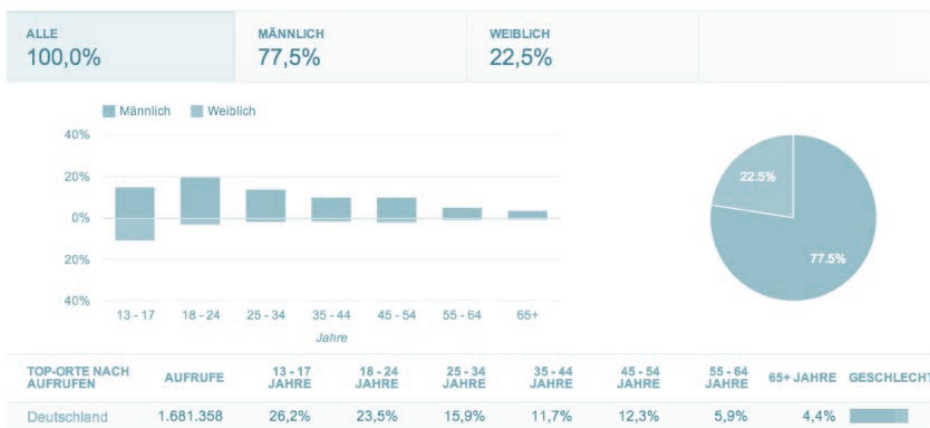 ALLE MÄNNLICH WEIBLICH
100,0% 77,5% 22,5%
Männlich Weiblich
40%
20%
0%
20%
40%
13 - 17 18 - 24 25 - 34 35 - 44 45 - 54 55 - 64 65+
Jahre
22.5%
77.5%
TOP-ORTE NACH AUFRUFEN AUFRUFE 13 - 17 JAHRE 18 - 24 JAHRE 25 - 34 JAHRE 35 - 44 JAHRE 45 - 54 JAHRE 55 - 64 JAHRE 65+ JAHRE GESCHLECHT
Deutschland 1.681.358 26,2% 23,5% 15,9% 11,7% 12,3% 5,9% 4,4%